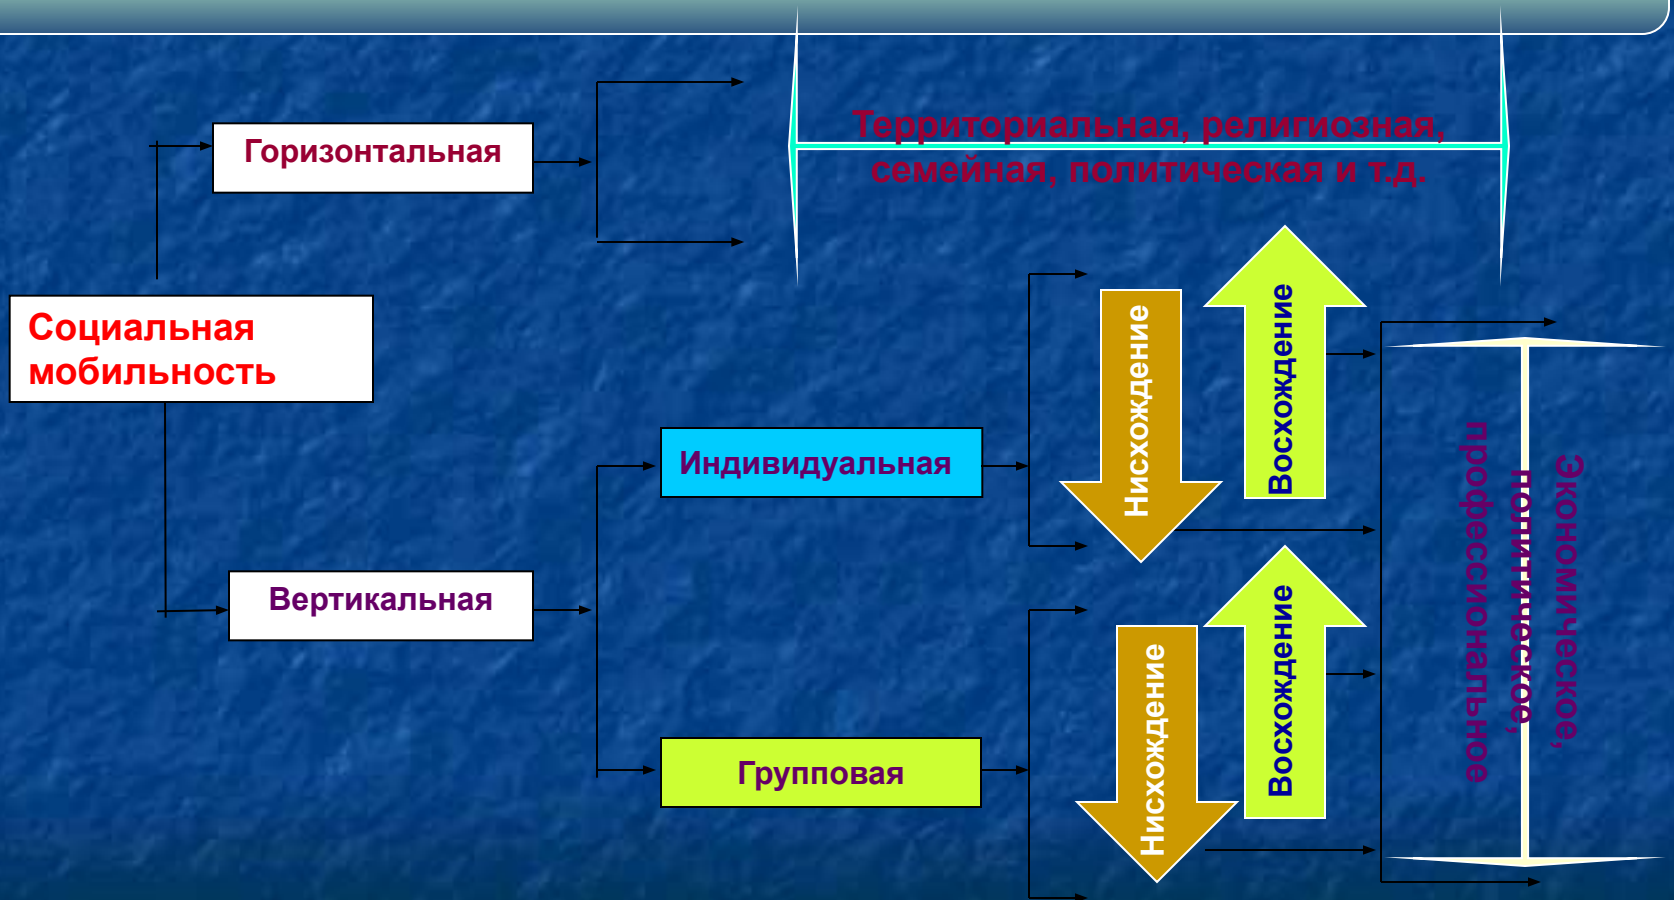 Территориальная, религиозная,
семейная, политическая и т.д.
Горизонтальная
Социальная
мобильность
Нисхождение
Восхождение
Индивидуальная
Экономическое,
политическое,
профессиональное
Вертикальная
Нисхождение
Восхождение
Групповая